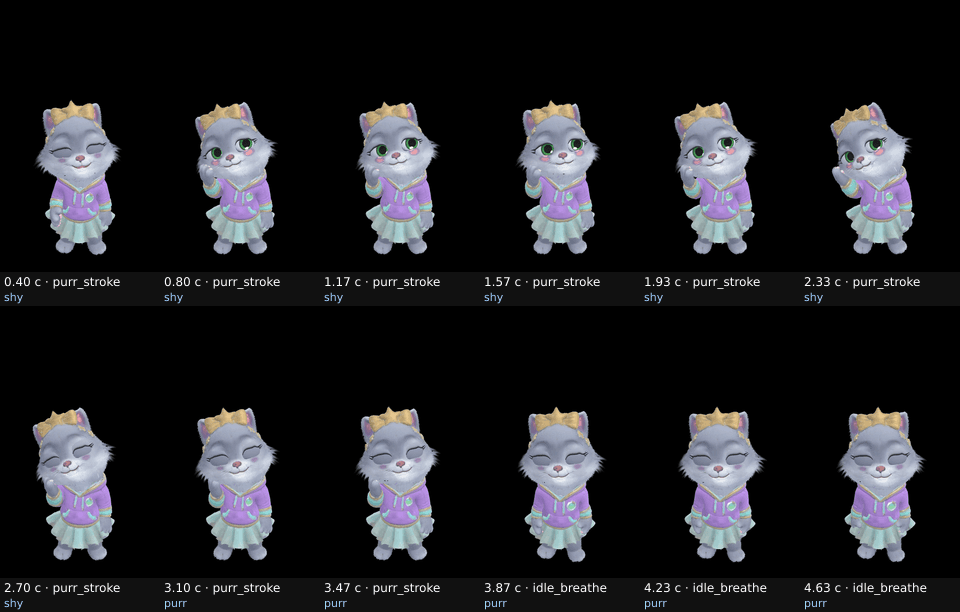 0.40 c · purr_stroke
shy
0.80 c · purr_stroke
shy
1.17 c · purr_stroke
shy
1.57 c · purr_stroke
shy
1.93 c · purr_stroke
shy
2.33 c · purr_stroke
shy
2.70 c · purr_stroke
shy
3.10 c · purr_stroke
purr
3.47 c · purr_stroke
purr
3.87 c · idle_breathe
purr
4.23 c · idle_breathe
purr
4.63 c · idle_breathe
purr